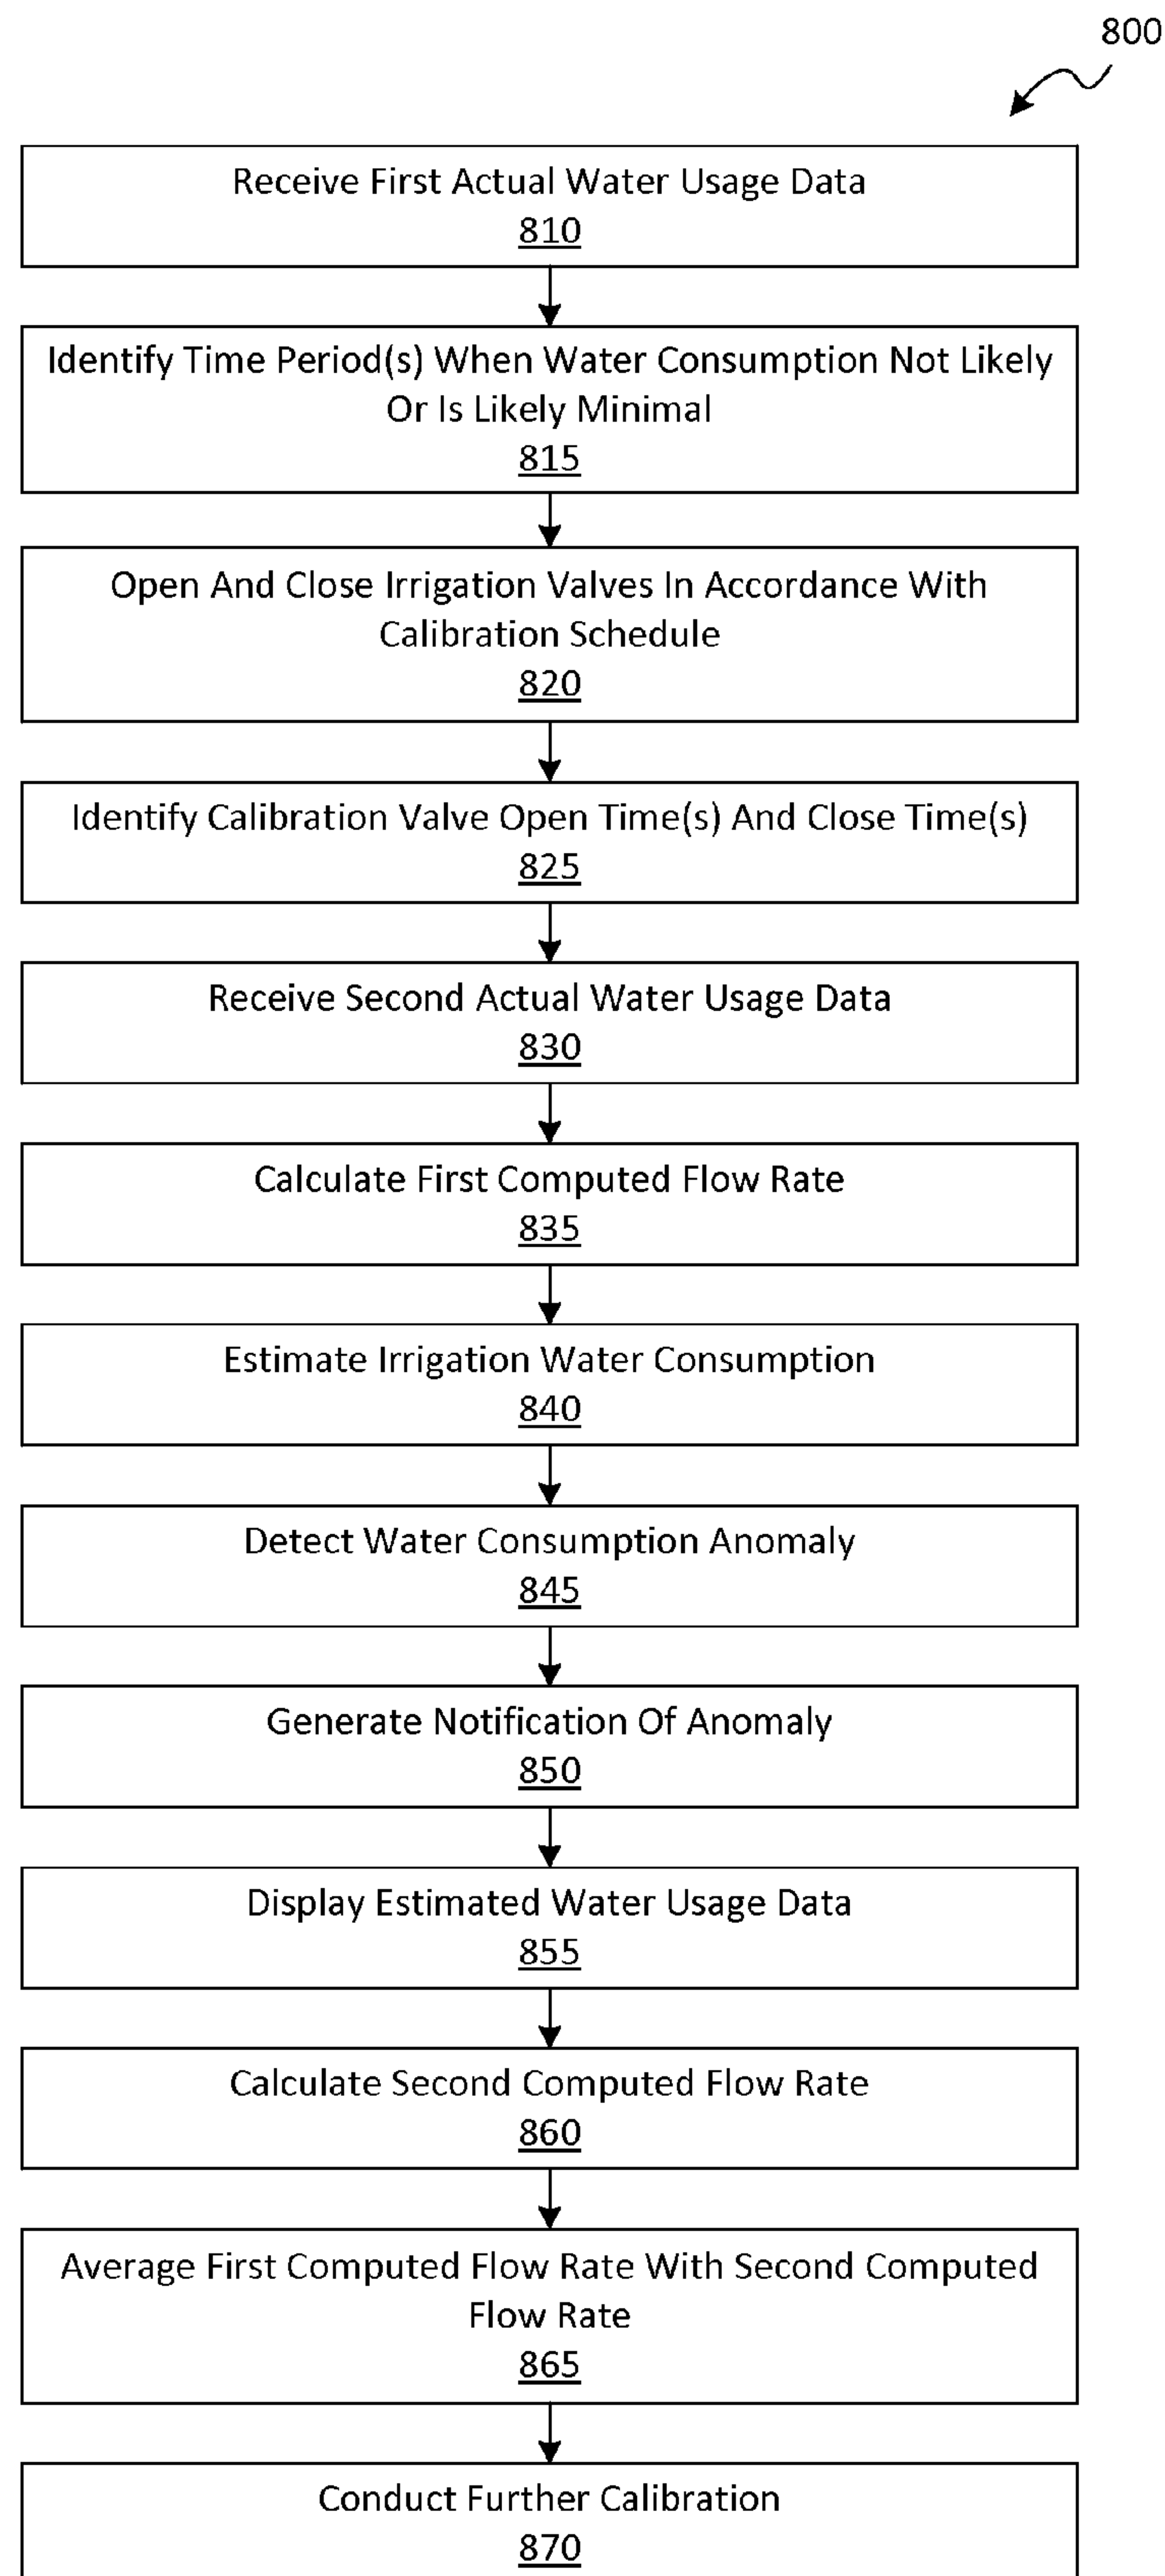 800
Receive First Actual Water Usage Data
810
Identify Time Period(s) When Water Consumption Not Likely
Or Is Likely Minimal
815
Open And Close Irrigation Valves In Accordance With
Calibration Schedule
820
Identify Calibration Valve Open Time(s) And Close Time(s)
825
Receive Second Actual Water Usage Data
830
Calculate First Computed Flow Rate
835
Estimate Irrigation Water Consumption
840
Detect Water Consumption Anomaly
845
Generate Notification Of Anomaly
850
Display Estimated Water Usage Data
855
Calculate Second Computed Flow Rate
860
Average First Computed Flow Rate With Second Computed
Flow Rate
865
Conduct Further Calibration
870